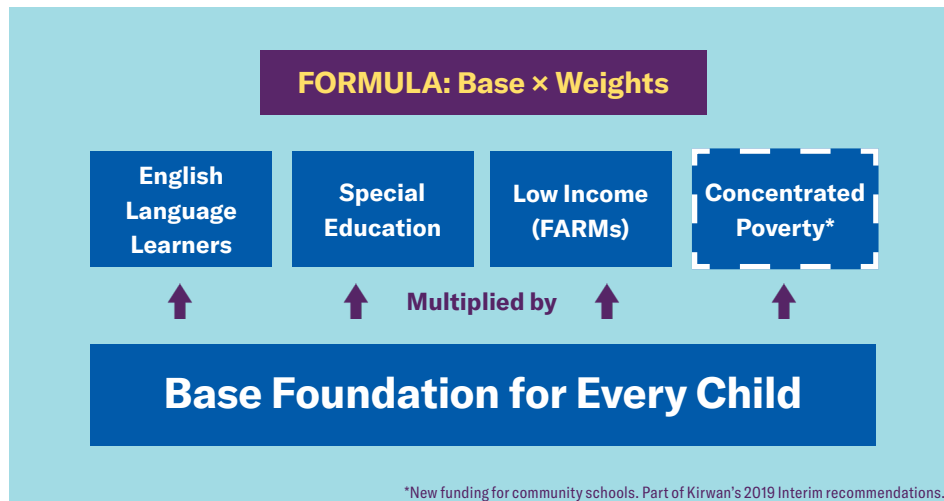 FORMULA: Base × Weights
English
Language
Learners
Special
Education
Low Income
(FARMs)
Concentrated
Poverty*
Multiplied by
Base Foundation for Every Child
*New funding for community schools. Part of Kirwan's 2019 Interim recommendations.